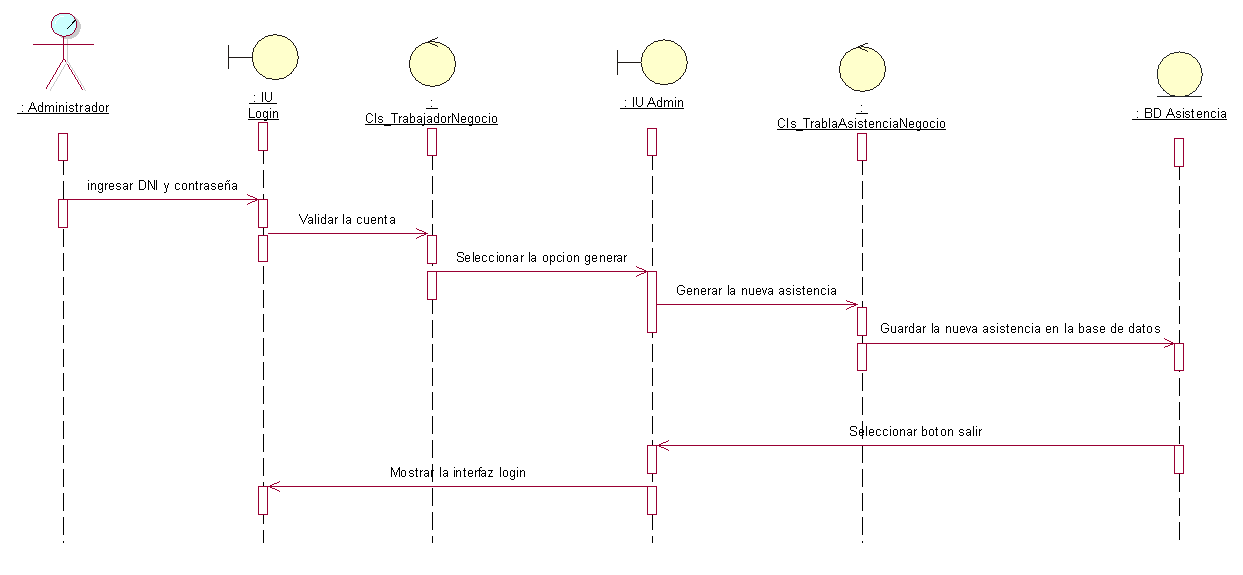 : Administrador
: IU
Login
:
Cls_TrabajadorNegocio
: IU Admin
:
Cls_TrablaAsistenciaNegocio
: BD Asistencia
ingresar DNI y contraseña
Validar la cuenta
Seleccionar la opcion generar
Generar la nueva asistencia
Guardar la nueva asistencia en la base de datos
Seleccionar boton salir
Mostrar la interfaz login